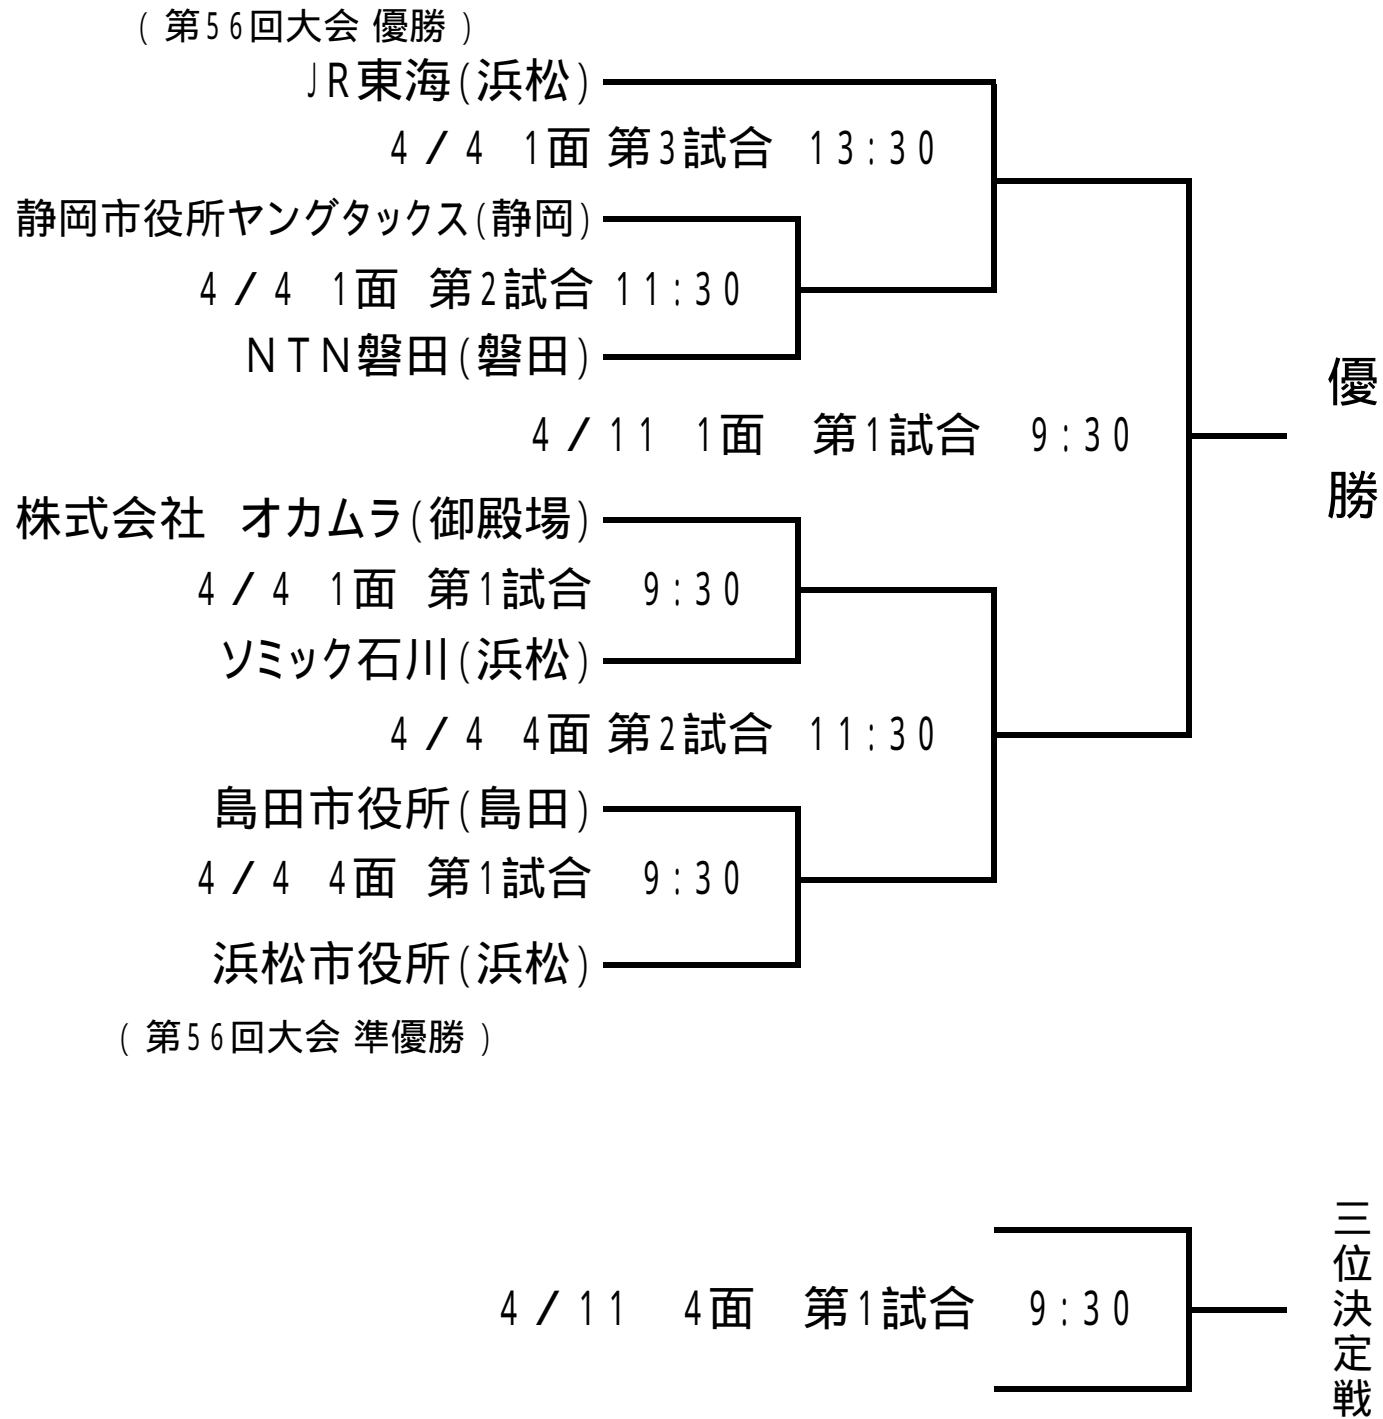 ( 第56回大会 優勝 )
JR東海(浜松)
4/4 1面 第3試合 13:30
静岡市役所ヤングタックス(静岡)
4/4 1面 第2試合 11:30
NTN磐田(磐田)
4/11 1面 第1試合 9:30
優勝
株式会社 オカムラ(御殿場)
4/4 1面 第1試合 9:30
ソミック石川(浜松)
4/4 4面 第2試合 11:30
島田市役所(島田)
4/4 4面 第1試合 9:30
浜松市役所(浜松)
( 第56回大会 準優勝 )
4/11 4面 第1試合 9:30
三位決定戦